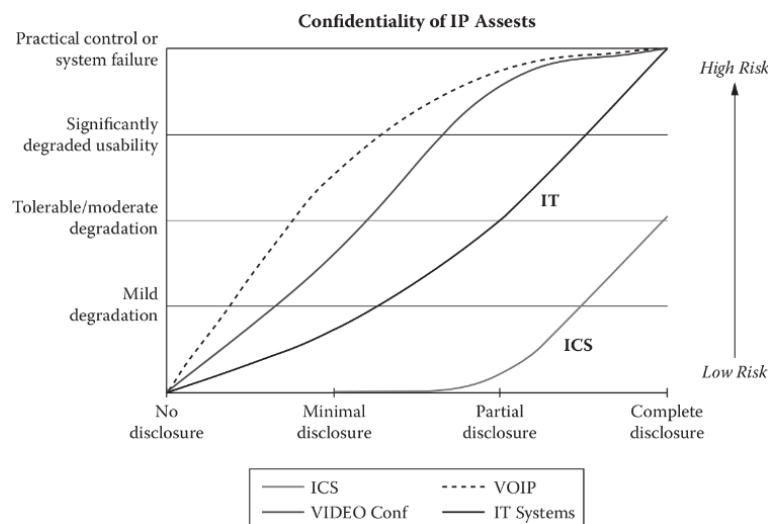 Confidentiality of IP Assests
Practical control or
system failure
High Risk
Significantly
degraded usability
IT
Tolerable/moderate
degradation
Mild
degradation
ICS
Low Risk
No
disclosure
Minimal
disclosure
Partial
disclosure
Complete
disclosure
ICS
VOIP
VIDEO Conf
IT Systems